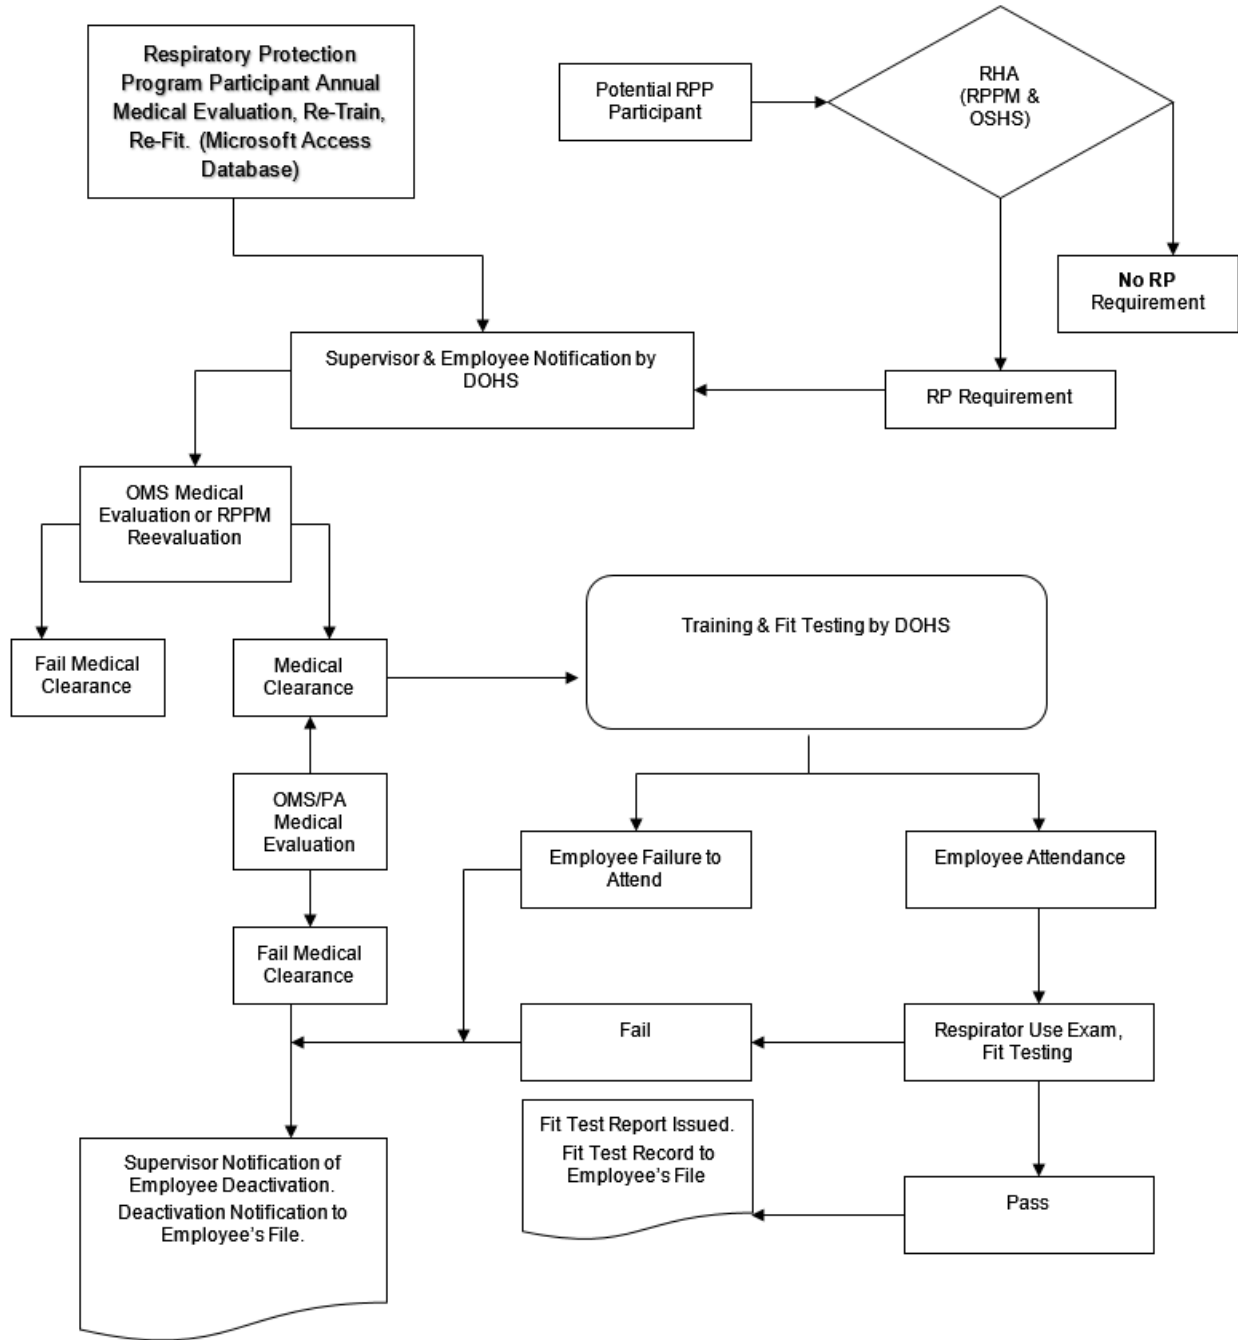 Respiratory Protection
Program Participant Annual
Medical Evaluation, Re-Train,
Re-Fit. (Microsoft Access
Database)
Potential RPP
Participant
RHA
(RPPM &
OSHS)
No RP
Requirement
Supervisor & Employee Notification by
DOHS
RP Requirement
OMS Medical
Evaluation or RPPM
Reevaluation
Fail Medical
Clearance
Medical
Clearance
Training & Fit Testing by DOHS
OMS/PA
Medical
Evaluation
Employee Failure to
Attend
Employee Attendance
Fail Medical
Clearance
Fail
Respirator Use Exam,
Fit Testing
Fit Test Report Issued.
Fit Test Record to
Employee’s File
Supervisor Notification of
Employee Deactivation.
Deactivation Notification to
Employee’s File.
Pass